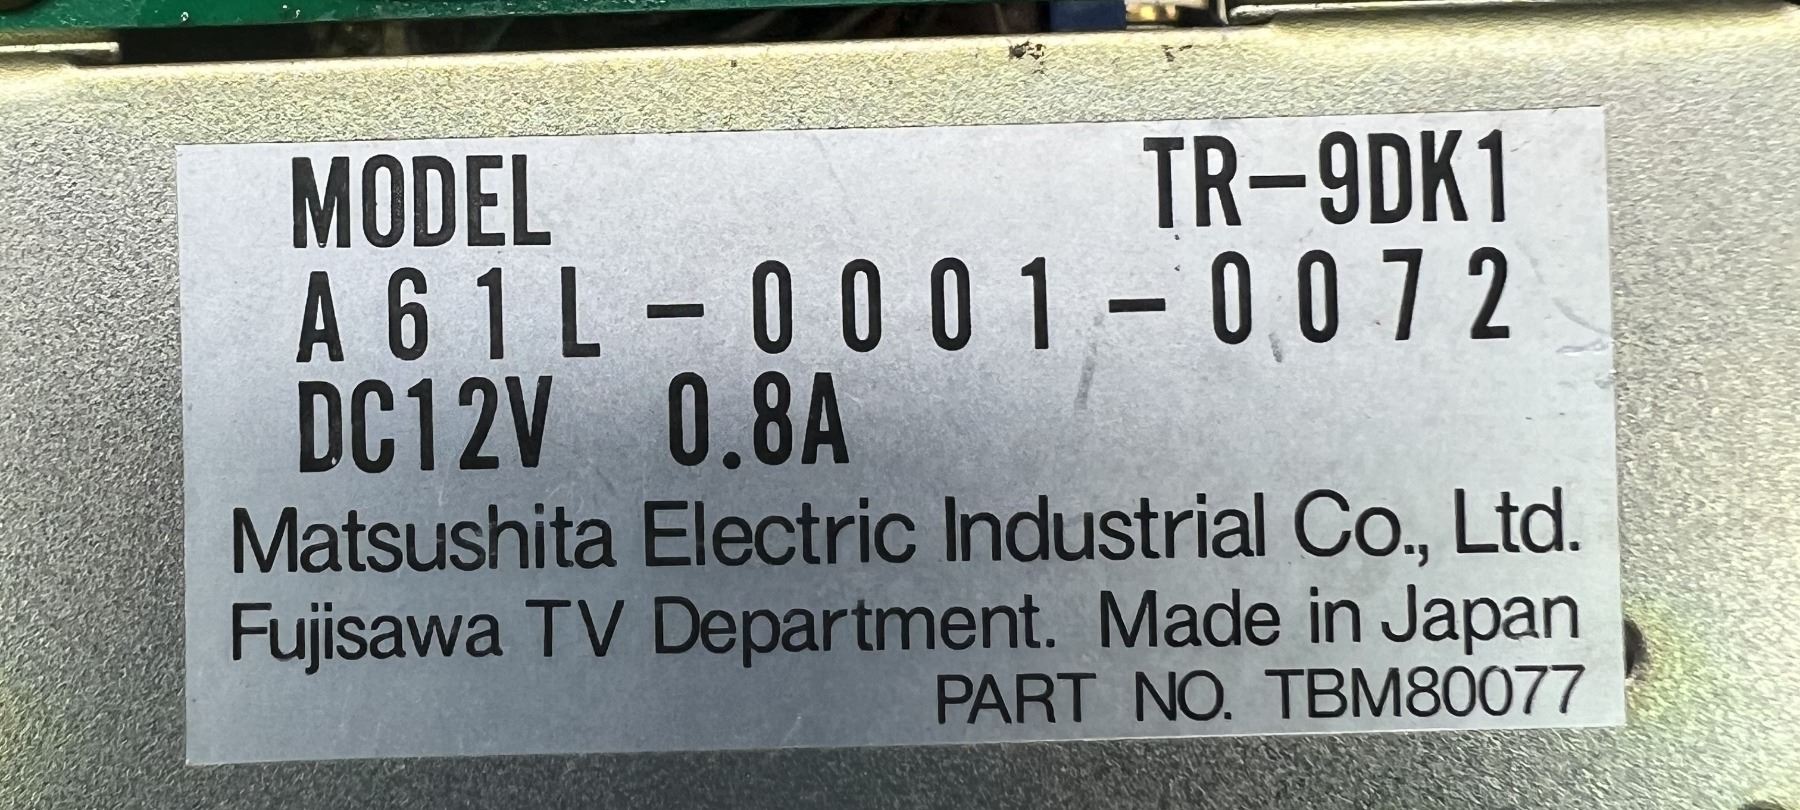 MODEL TR-9DK1
A61L-0001-0072
DC12V 0.8A
Matsushita Electric Industrial Co., Ltd.
Fujisawa TV Department. Made in Japan
PART NO. TBM80077